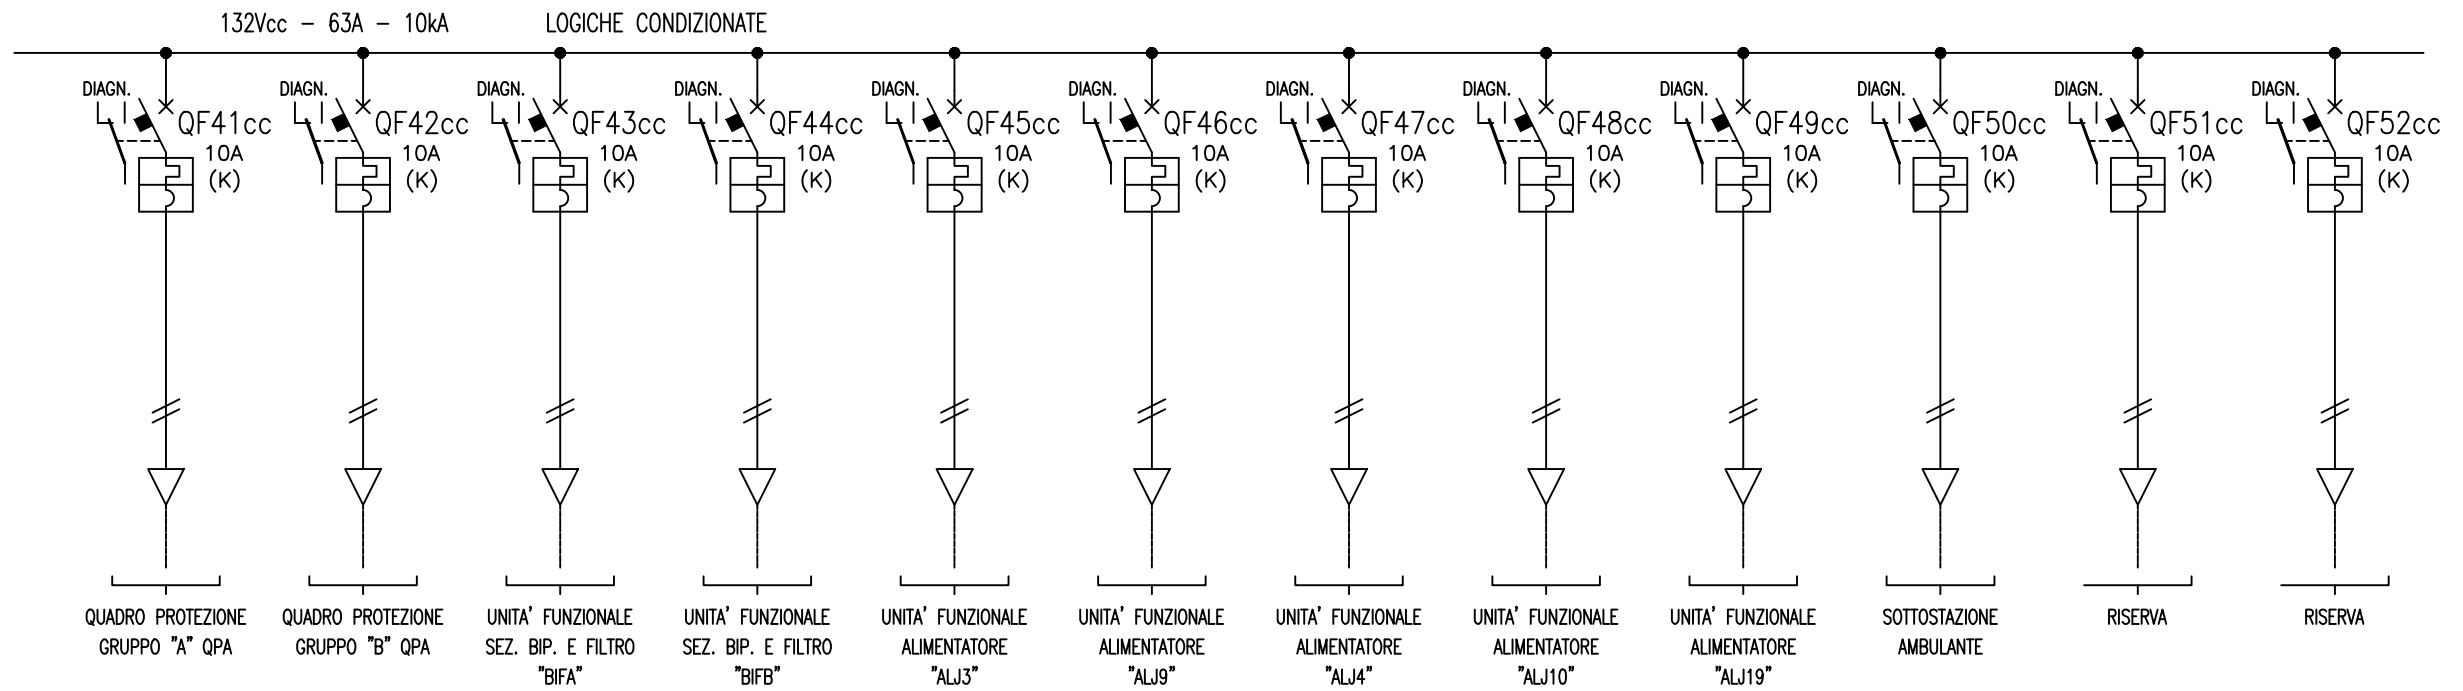 132Vcc – 63A – 10kA LOGICHE CONDIZIONATE
DIAGN. DIAGN. DIAGN. DIAGN. DIAGN. DIAGN. DIAGN. DIAGN. DIAGN. DIAGN. DIAGN. DIAGN.
QF41cc QF42cc QF43cc QF44cc QF45cc QF46cc QF47cc QF48cc QF49cc QF50cc QF51cc QF52cc
10A 10A 10A 10A 10A 10A 10A 10A 10A 10A 10A 10A
(K) (K) (K) (K) (K) (K) (K) (K) (K) (K) (K) (K)
QUADRO PROTEZIONE
GRUPPO "A" QPA
QUADRO PROTEZIONE
GRUPPO "B" QPA
UNITA' FUNZIONALE
SEZ. BIP. E FILTRO
"BIFA"
UNITA' FUNZIONALE
SEZ. BIP. E FILTRO
"BIFB"
UNITA' FUNZIONALE
ALIMENTATORE
"ALJ3"
UNITA' FUNZIONALE
ALIMENTATORE
"ALJ9"
UNITA' FUNZIONALE
ALIMENTATORE
"ALJ4"
UNITA' FUNZIONALE
ALIMENTATORE
"ALJ10"
UNITA' FUNZIONALE
ALIMENTATORE
"ALJ19"
SOTTOSTAZIONE
AMBULANTE
RISERVA
RISERVA